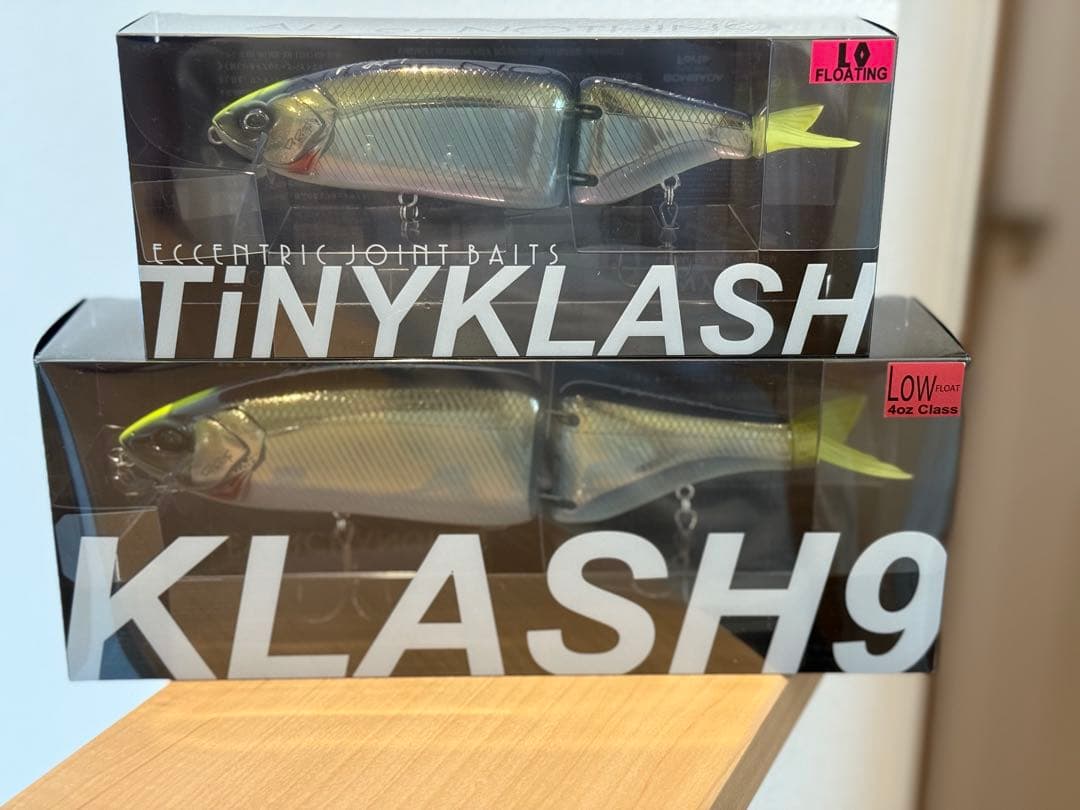 LO
FLOATING
ECCENTRIC JOINT BAITS
TiNYKLASH
LOW FLOAT
4oz Class
KLASH9